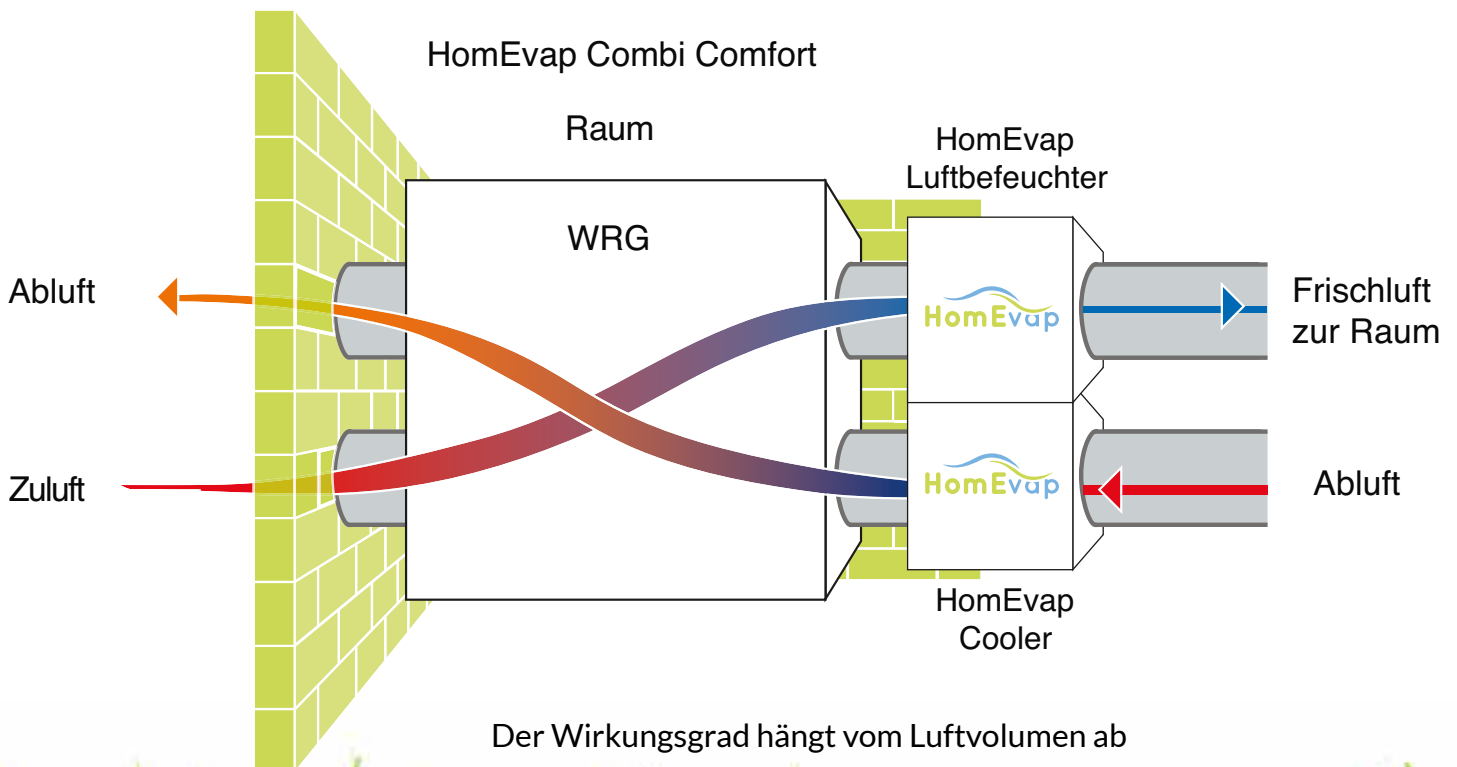 HomEvap Combi Comfort
Raum
HomEvap
Luftbefeuchter
WRG
Abluft
HomEvap
Frischluft
zur Raum
Zuluft
HomEvap
Abluft
HomEvap
Cooler
Der Wirkungsgrad hängt vom Luftvolumen ab